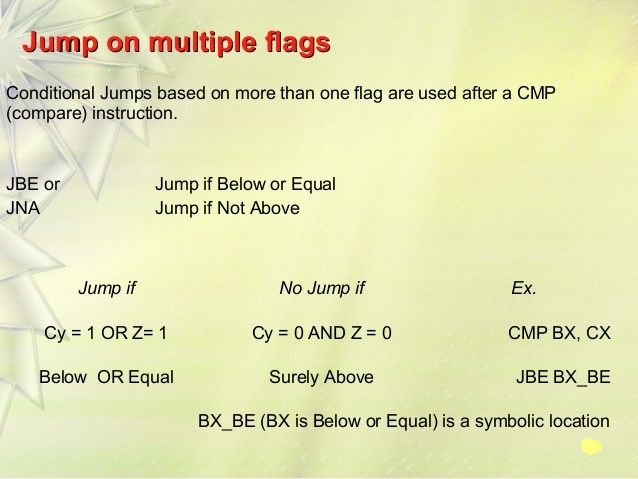 Jump on multiple flags
Conditional Jumps based on more than one flag are used after a CMP
(compare) instruction.
JBE or Jump if Below or Equal
JNA Jump if Not Above
Jump if No Jump if Ex.
Cy = 1 OR Z= 1 Cy = 0 AND Z = 0 CMP BX, CX
Below OR Equal Surely Above JBE BX_BE
BX_BE (BX is Below or Equal) is a symbolic location